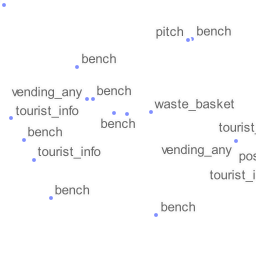 pitch bench
bench
vending_any bench
waste_basket
tourist_info
bench
tourist_
bench
tourist_info
vending_any
pos
tourist_i
bench
bench